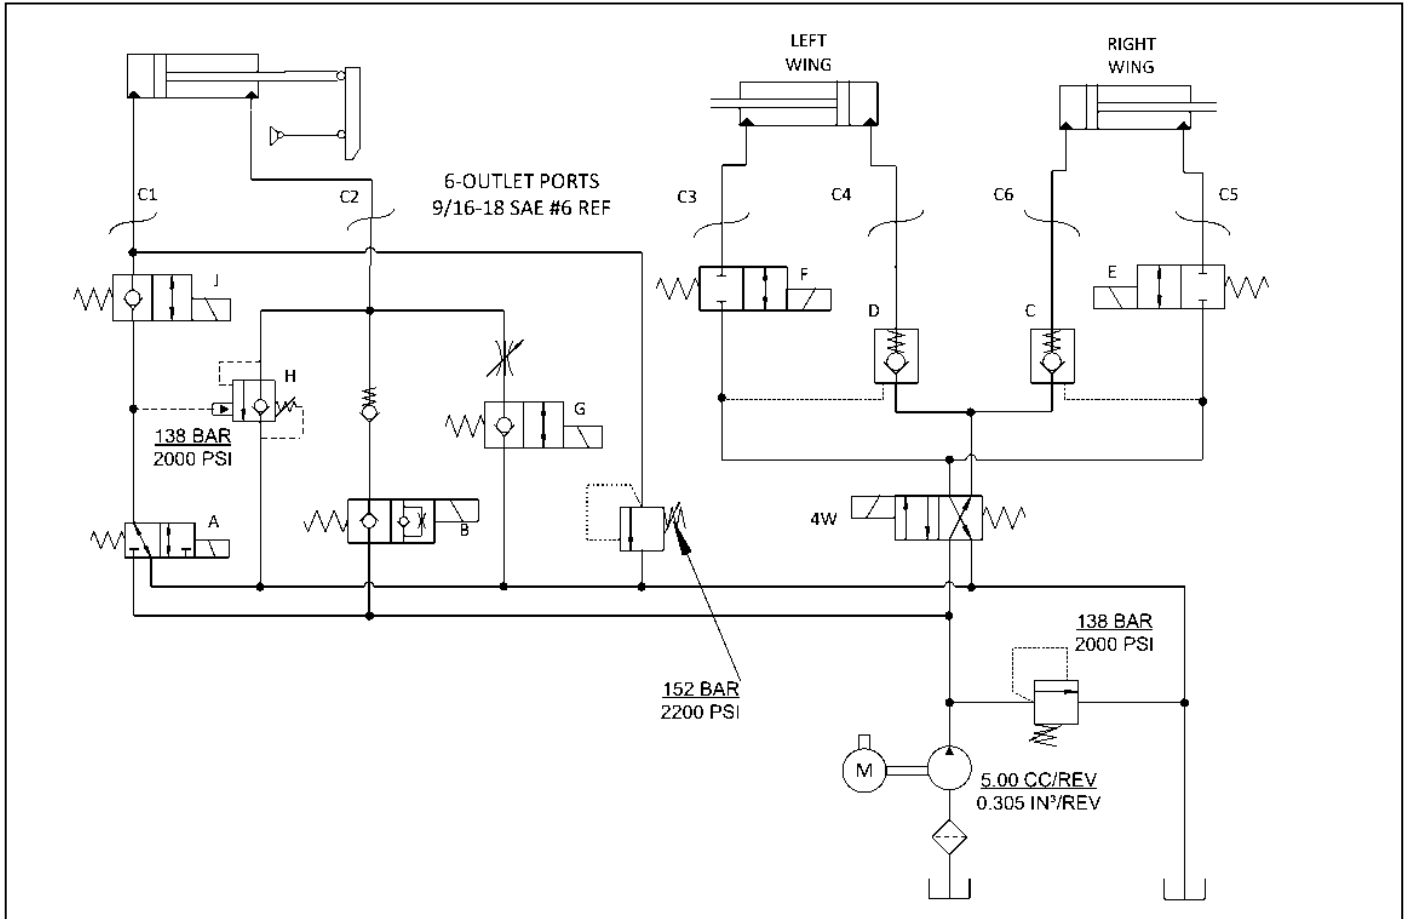 LEFT
WING
RIGHT
WING
C1
C2
6-OUTLET PORTS
9/16-18 SAE #6 REF
C3
C4
C6
C5
J
F
E
D
C
H
G
138 BAR
2000 PSI
A
B
4W
138 BAR
2000 PSI
152 BAR
2200 PSI
M
5.00 CC/REV
0.305 IN³/REV